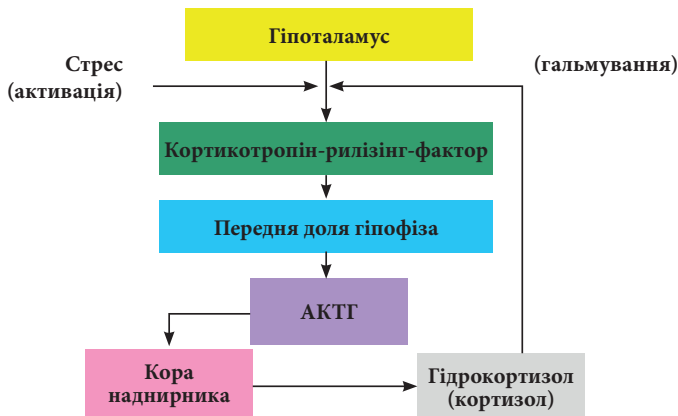 Гіпоталамус
Стрес
(активація)
(гальмування)
Кортикотропін-рилізінг-фактор
Передня доля гіпофіза
АКТГ
Кора
наднирника
Гідрокортизол
(кортизол)